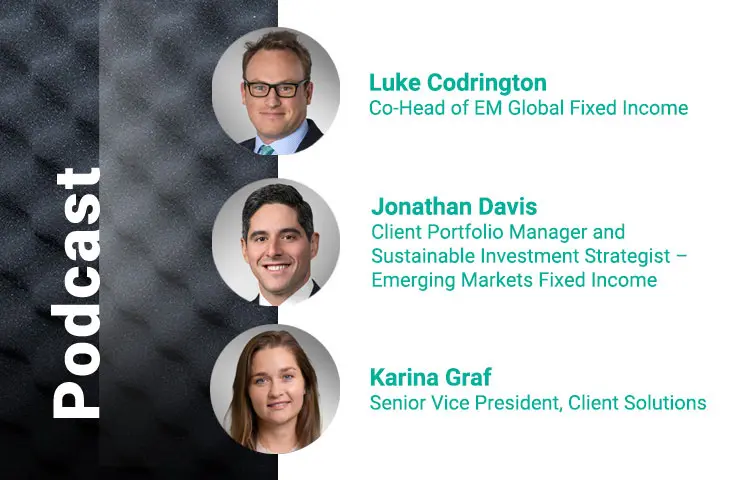 Podcast
Luke Codrington
Co-Head of EM Global Fixed Income
Jonathan Davis
Client Portfolio Manager and
Sustainable Investment Strategist –
Emerging Markets Fixed Income
Karina Graf
Senior Vice President, Client Solutions